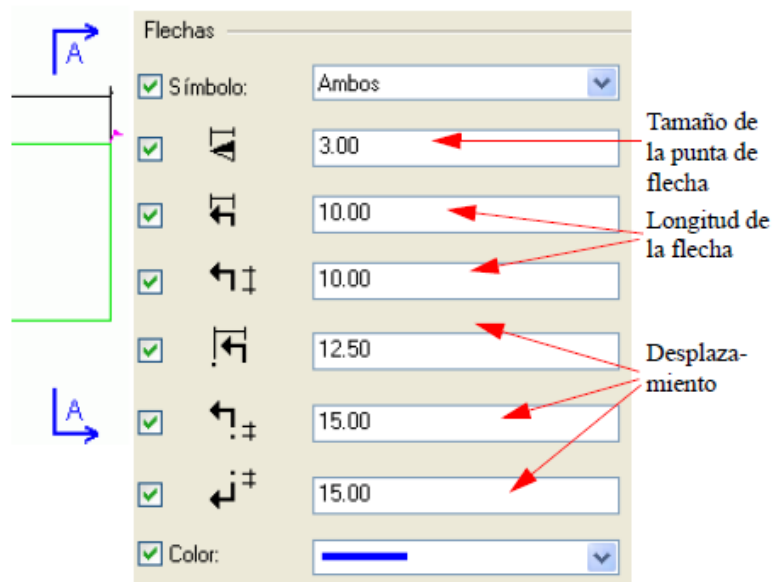 Flechas
A
Símbolo:
Ambos
3.00
Tamaño de
la punta de
flecha
10.00
Longitud de
la flecha
10.00
12.50
Desplaza-
miento
A
15.00
15.00
Color: